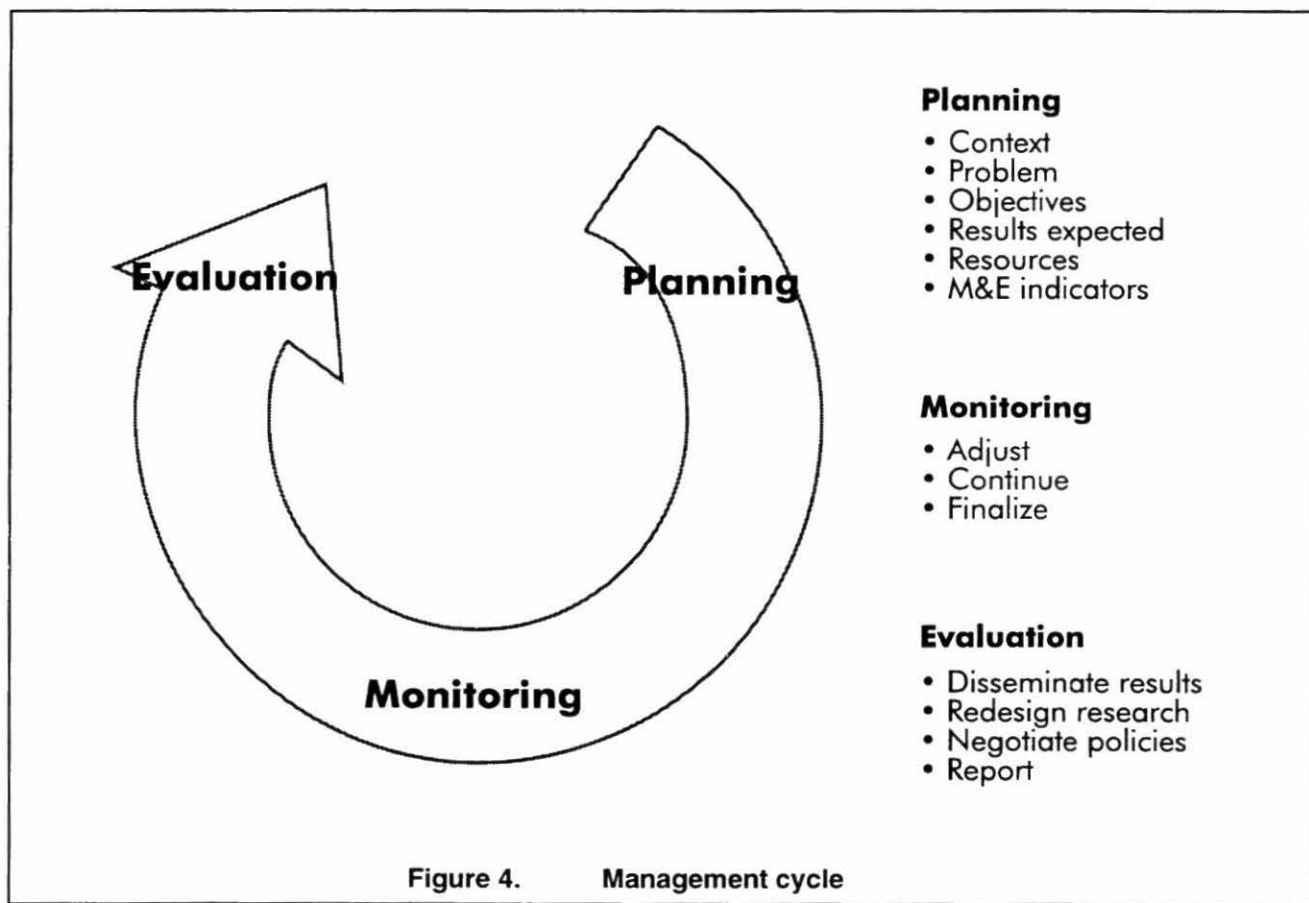 Evaluation
Planning
Monitoring
Planning
• Context
• Problem
• Objectives
• Results expected
• Resources
• M&E indicators
Monitoring
• Adjust
• Continue
• Finalize
Evaluation
• Disseminate results
• Redesign research
• Negotiate policies
• Report
Figure 4. Management cycle